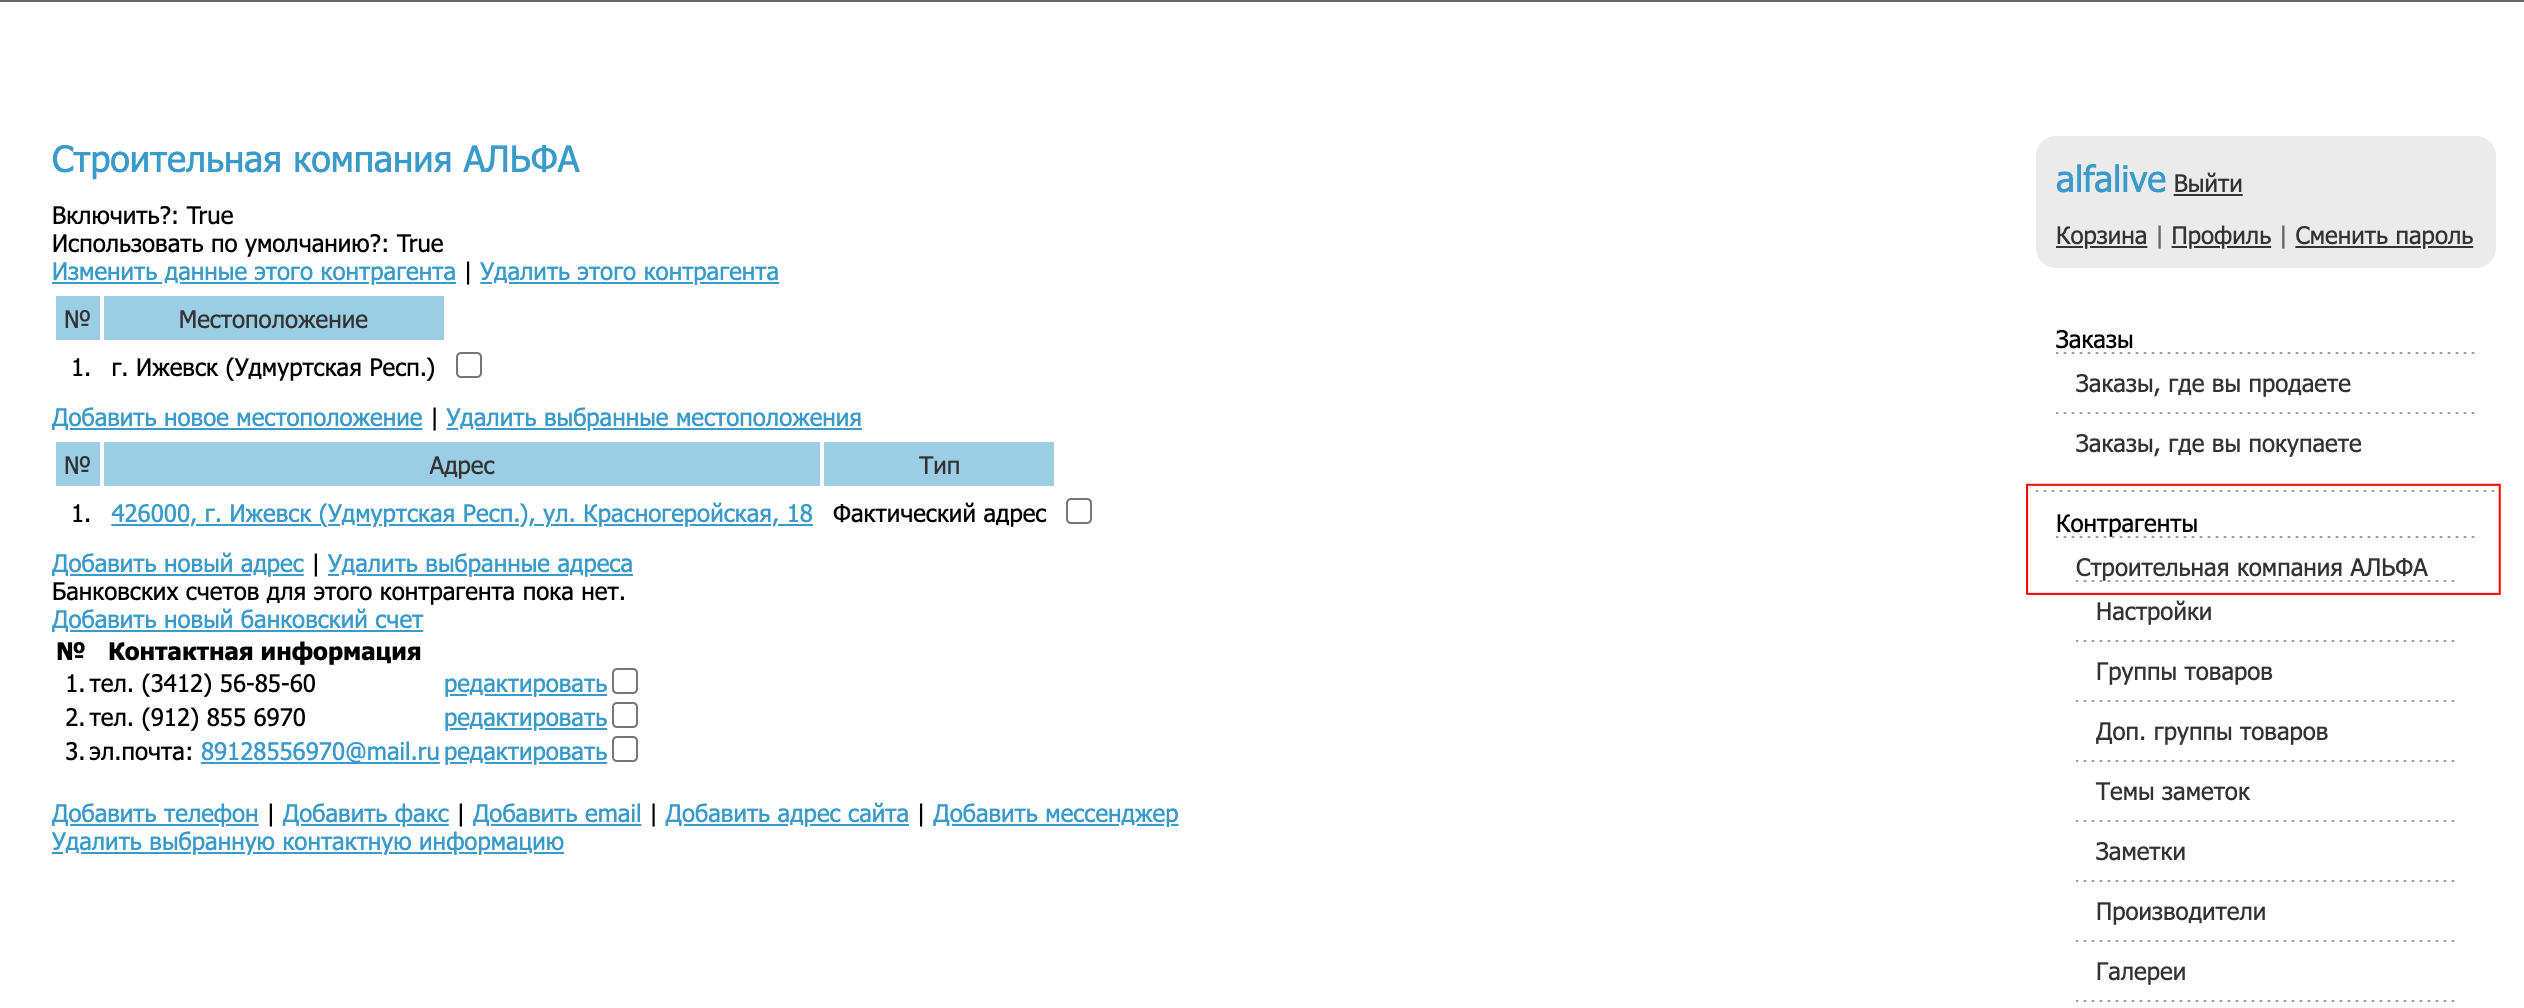 Строительная компания АЛЬФА
Включить?: True
Использовать по умолчанию?: True
Изменить данные этого контрагента | Удалить этого контрагента
№ Местоположение
1. г. Ижевск (Удмуртская Респ.)
Добавить новое местоположение | Удалить выбранные местоположения
№ Адрес Тип
1. 426000, г. Ижевск (Удмуртская Респ.), ул. Красногеройская, 18 Фактический адрес
Добавить новый адрес | Удалить выбранные адреса
Банковских счетов для этого контрагента пока нет.
Добавить новый банковский счет
№ Контактная информация
1. тел. (3412) 56-85-60 редактировать
2. тел. (912) 855 6970 редактировать
3. эл.почта: 89128556970@mail.ru редактировать
Добавить телефон | Добавить факс | Добавить email | Добавить адрес сайта | Добавить мессенджер
Удалить выбранную контактную информацию
alfalive Выйти
Корзина | Профиль | Сменить пароль
Заказы
Заказы, где вы продаете
Заказы, где вы покупаете
Контрагенты
Строительная компания АЛЬФА
Настройки
Группы товаров
Доп. группы товаров
Темы заметок
Заметки
Производители
Галереи